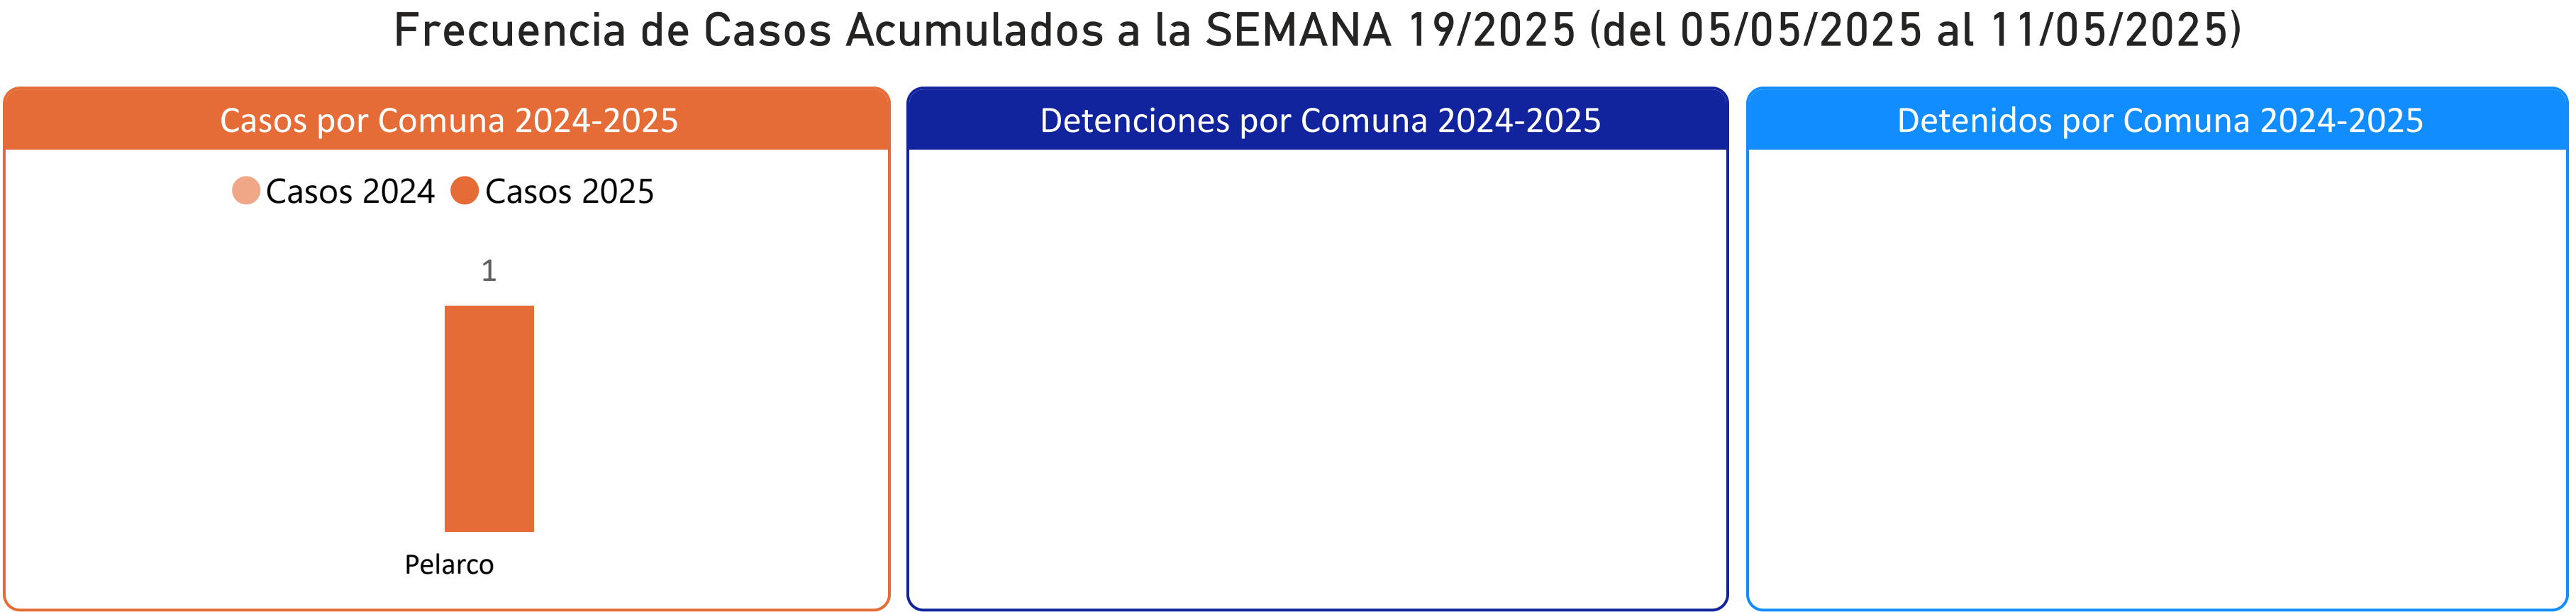 Frecuencia de Casos Acumulados a la SEMANA 19/2025 (del 05/05/2025 al 11/05/2025)
Casos por Comuna 2024-2025
Casos 2024 Casos 2025
1
Pelarco
Detenciones por Comuna 2024-2025
Detenidos por Comuna 2024-2025